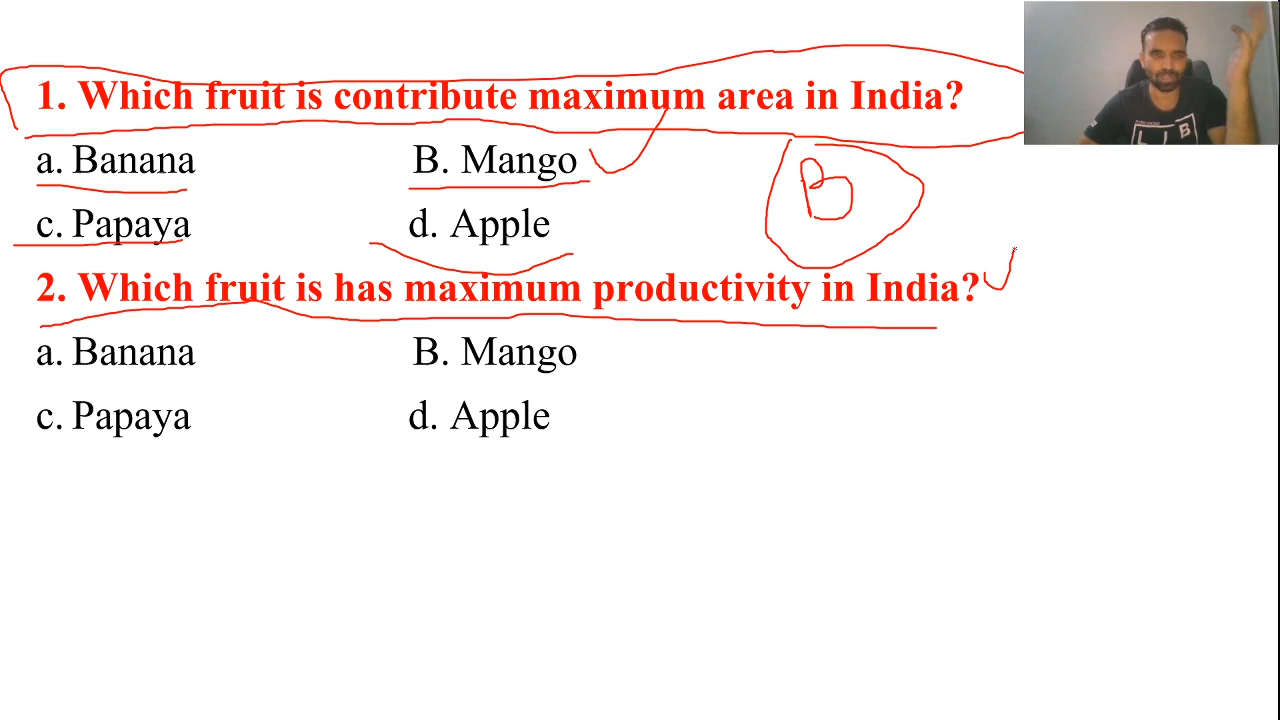 1. Which fruit is contribute maximum area in India?
a. Banana B. Mango
B
c. Papaya d. Apple
2. Which fruit is has maximum productivity in India?
a. Banana B. Mango
c. Papaya d. Apple